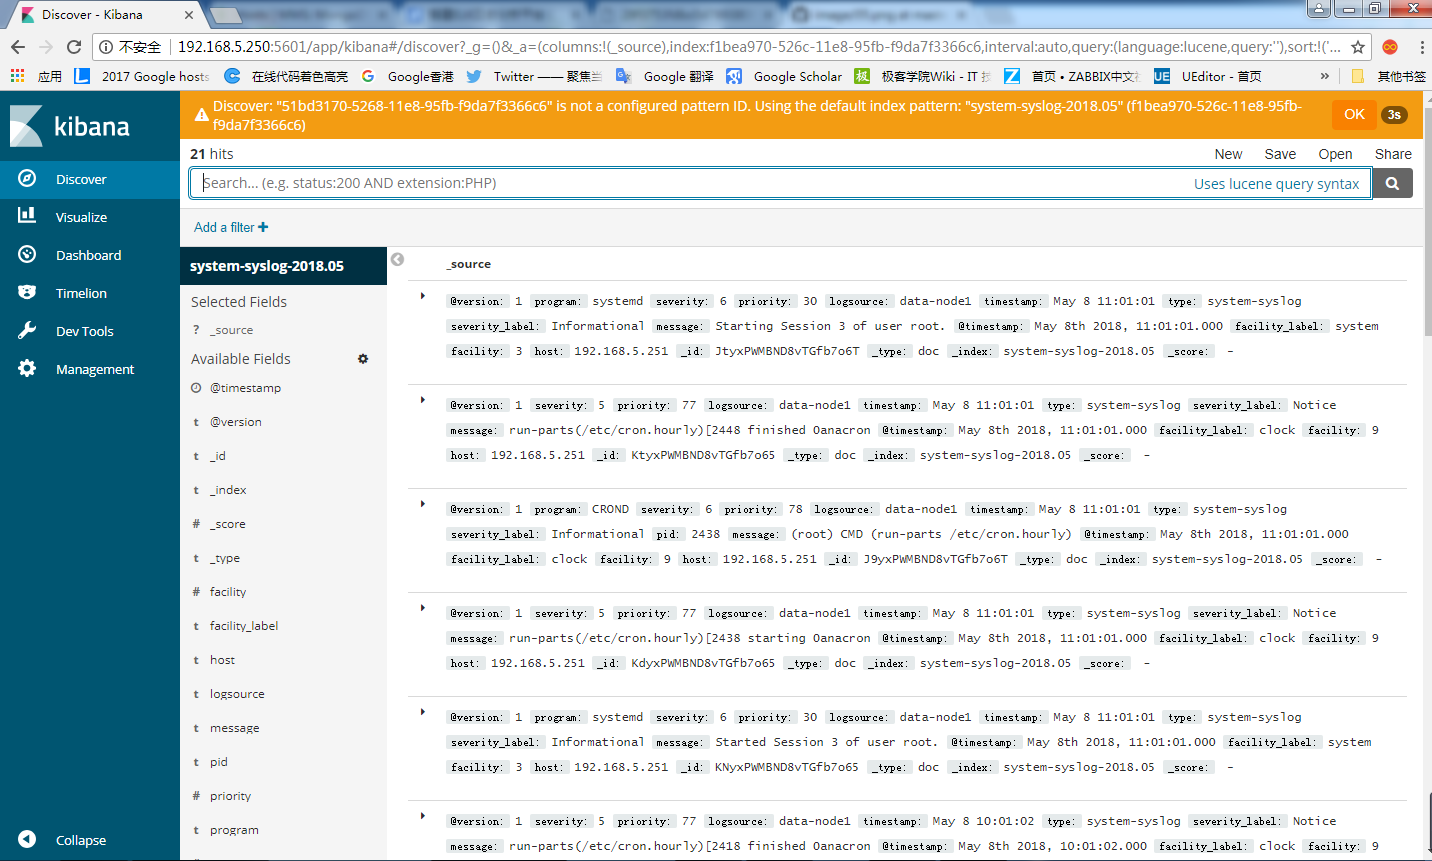 Discover - Kibana
不安全 192.168.5.250:5601/app/kibana#/discover?_g=()&_a=(columns:!(_source),index:f1bea970-526c-11e8-95fb-f9da7f3366c6,interval:auto,query:(language:lucene,query:''),sort:!('...
应用 2017 Google hosts 在线代码着色高亮 Google香港 Twitter —— 聚焦兰 Google 翻译 Google Scholar 极客学院Wiki - IT 首页 • ZABBIX中文 UEditor - 首页 » 其他书签
kibana
Discover
Visualize
Dashboard
Timelion
Dev Tools
Management
Collapse
Discover: "51bd3170-5268-11e8-95fb-f9da7f3366c6" is not a configured pattern ID. Using the default index pattern: "system-syslog-2018.05" (f1bea970-526c-11e8-95fb-
f9da7f3366c6)
OK 3s
21 hits
New Save Open Share
Search... (e.g. status:200 AND extension:PHP) Uses lucene query syntax
Add a filter +
system-syslog-2018.05
Selected Fields
? _source
Available Fields
@timestamp
t @version
t _id
t _index
# _score
t _type
# facility
t facility_label
t host
t logsource
t message
t pid
# priority
t program
_source
@version: 1 program: systemd severity: 6 priority: 30 logsource: data-node1 timestamp: May 8 11:01:01 type: system-syslog
severity_label: Informational message: Starting Session 3 of user root. @timestamp: May 8th 2018, 11:01:01.000 facility_label: system
facility: 3 host: 192.168.5.251 _id: JtyxPWMBND8vTGfb7o6T _type: doc _index: system-syslog-2018.05 _score: -
@version: 1 severity: 5 priority: 77 logsource: data-node1 timestamp: May 8 11:01:01 type: system-syslog severity_label: Notice
message: run-parts(/etc/cron.hourly)[2448 finished 0anacron @timestamp: May 8th 2018, 11:01:01.000 facility_label: clock facility: 9
host: 192.168.5.251 _id: KtyxPWMBND8vTGfb7o65 _type: doc _index: system-syslog-2018.05 _score: -
@version: 1 program: CROND severity: 6 priority: 78 logsource: data-node1 timestamp: May 8 11:01:01 type: system-syslog
severity_label: Informational pid: 2438 message: (root) CMD (run-parts /etc/cron.hourly) @timestamp: May 8th 2018, 11:01:01.000
facility_label: clock facility: 9 host: 192.168.5.251 _id: J9yxPWMBND8vTGfb7o6T _type: doc _index: system-syslog-2018.05 _score: -
@version: 1 severity: 5 priority: 77 logsource: data-node1 timestamp: May 8 11:01:01 type: system-syslog severity_label: Notice
message: run-parts(/etc/cron.hourly)[2438 starting 0anacron @timestamp: May 8th 2018, 11:01:01.000 facility_label: clock facility: 9
host: 192.168.5.251 _id: KdyxPWMBND8vTGfb7o65 _type: doc _index: system-syslog-2018.05 _score: -
@version: 1 program: systemd severity: 6 priority: 30 logsource: data-node1 timestamp: May 8 11:01:01 type: system-syslog
severity_label: Informational message: Started Session 3 of user root. @timestamp: May 8th 2018, 11:01:01.000 facility_label: system
facility: 3 host: 192.168.5.251 _id: KNyxPWMBND8vTGfb7o65 _type: doc _index: system-syslog-2018.05 _score: -
@version: 1 severity: 5 priority: 77 logsource: data-node1 timestamp: May 8 10:01:02 type: system-syslog severity_label: Notice
message: run-parts(/etc/cron.hourly)[2418 finished 0anacron @timestamp: May 8th 2018, 10:01:02.000 facility_label: clock facility: 9